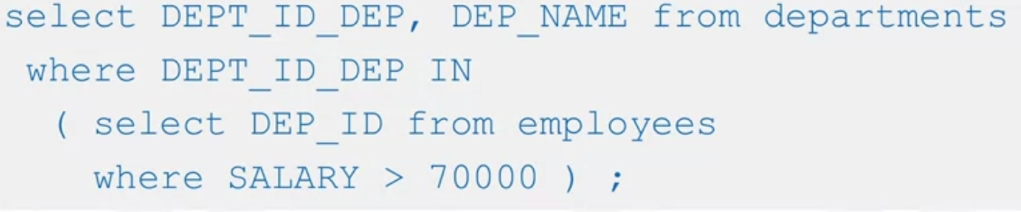 select DEPT_ID_DEP, DEP_NAME from departments
where DEPT_ID_DEP IN
( select DEP_ID from employees
where SALARY > 70000 ) ;